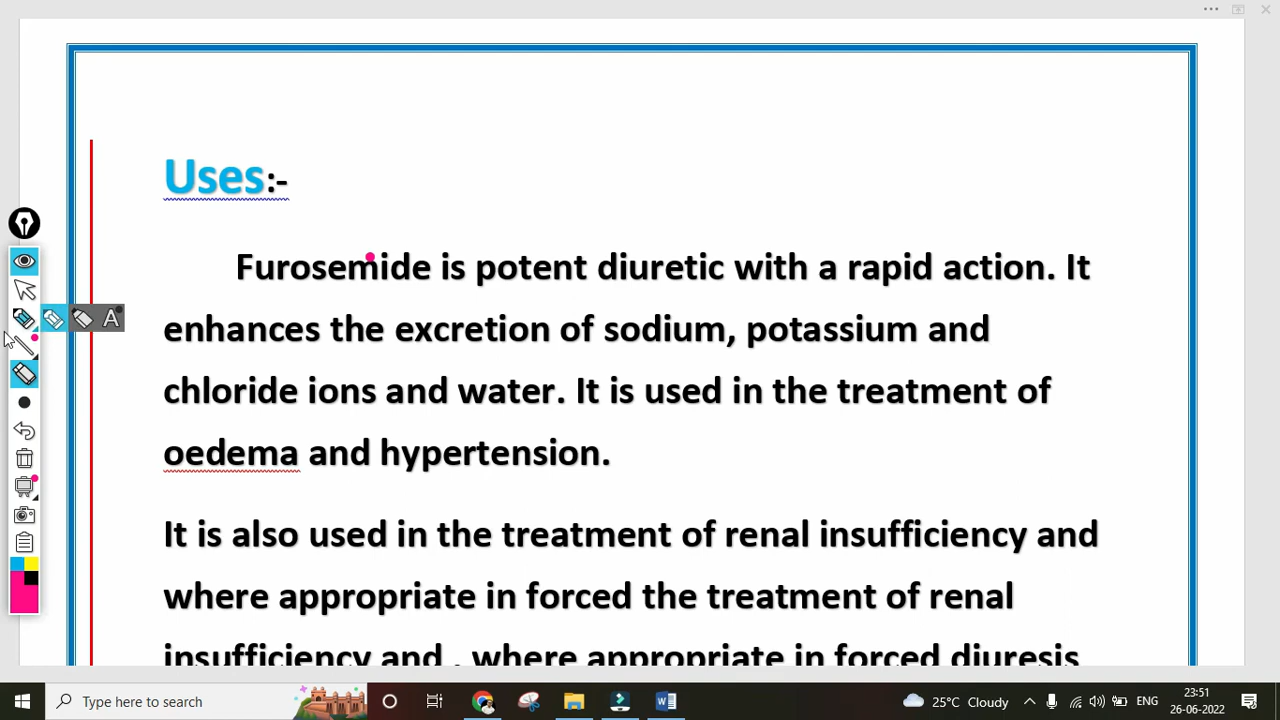 Uses:-
Furosemide is potent diuretic with a rapid action. It
enhances the excretion of sodium, potassium and
chloride ions and water. It is used in the treatment of
oedema and hypertension.
It is also used in the treatment of renal insufficiency and
where appropriate in forced the treatment of renal
insufficiency and , where appropriate in forced diuresis
A
Type here to search
25°C Cloudy
ENG
23:51
26-06-2022